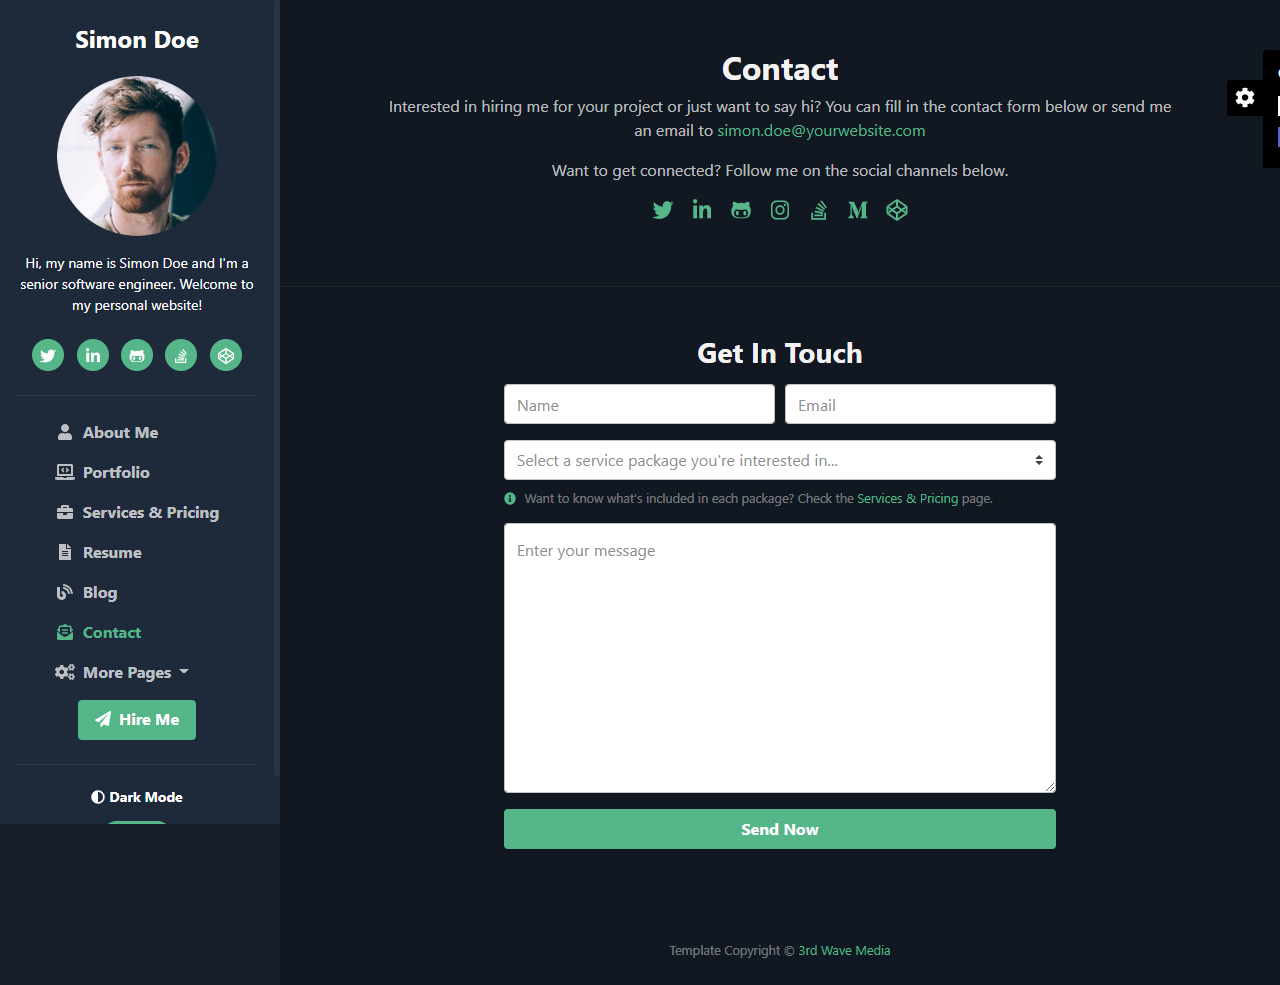 Simon Doe
Hi, my name is Simon Doe and I'm a
senior software engineer. Welcome to
my personal website!
About Me
Portfolio
Services & Pricing
Resume
Blog
Contact
More Pages
Hire Me
Dark Mode
Contact
Interested in hiring me for your project or just want to say hi? You can fill in the contact form below or send me
an email to simon.doe@yourwebsite.com
Want to get connected? Follow me on the social channels below.
Get In Touch
Name
Email
Select a service package you're interested in...
Want to know what's included in each package? Check the Services & Pricing page.
Enter your message
Send Now
Template Copyright © 3rd Wave Media